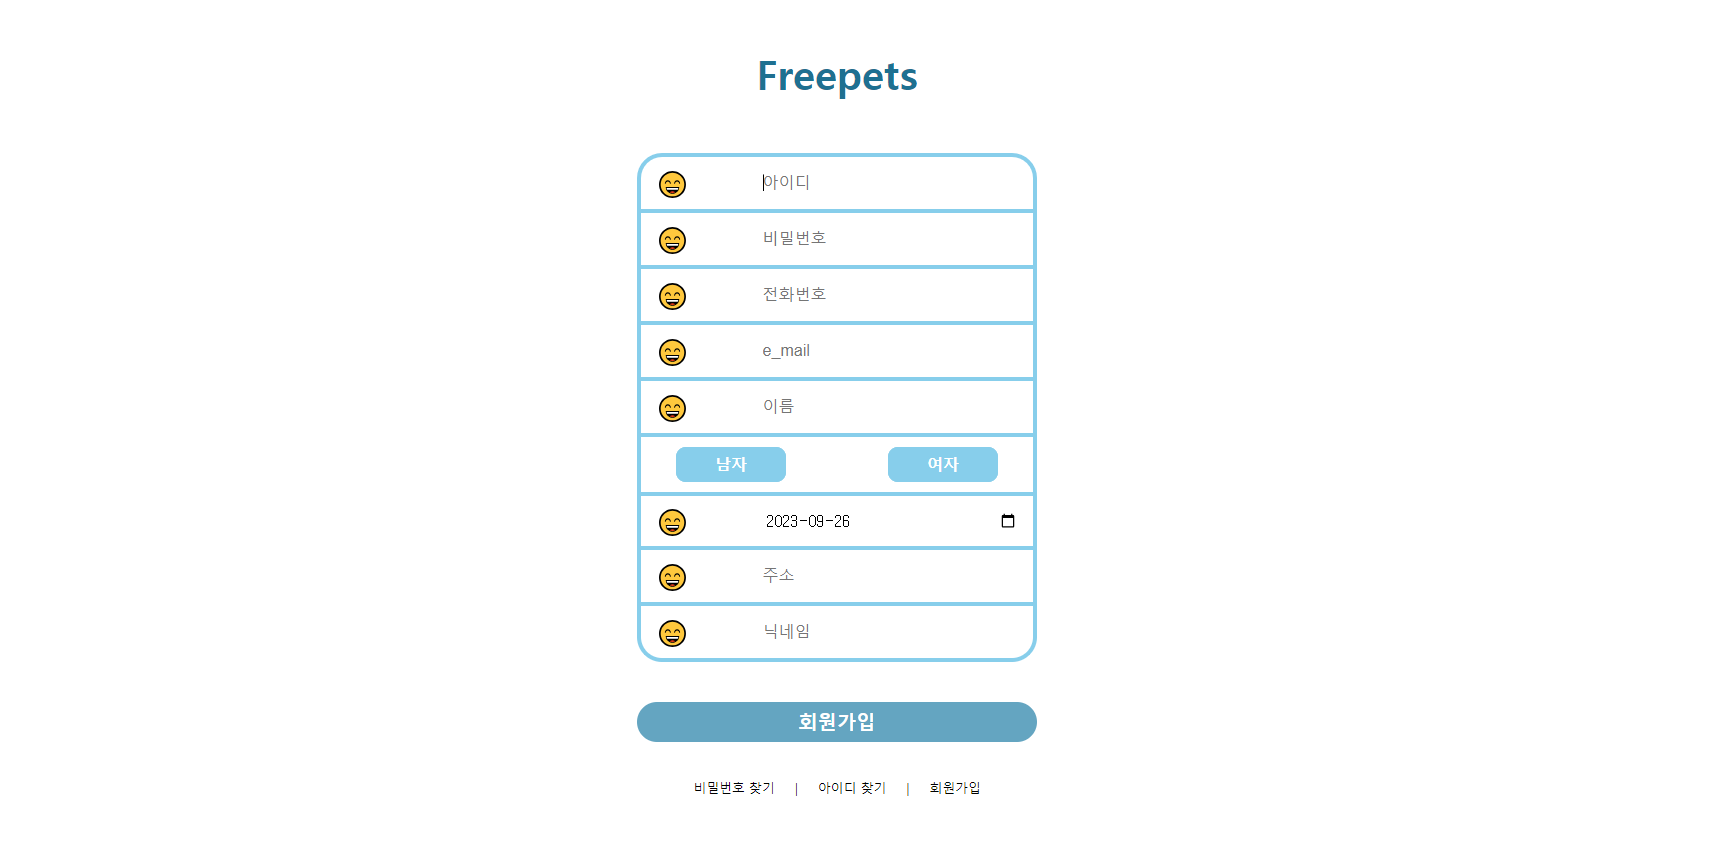 Freepets
아이디
비밀번호
전화번호
e_mail
이름
남자 여자
2023-09-26
주소
닉네임
회원가입
비밀번호 찾기 | 아이디 찾기 | 회원가입